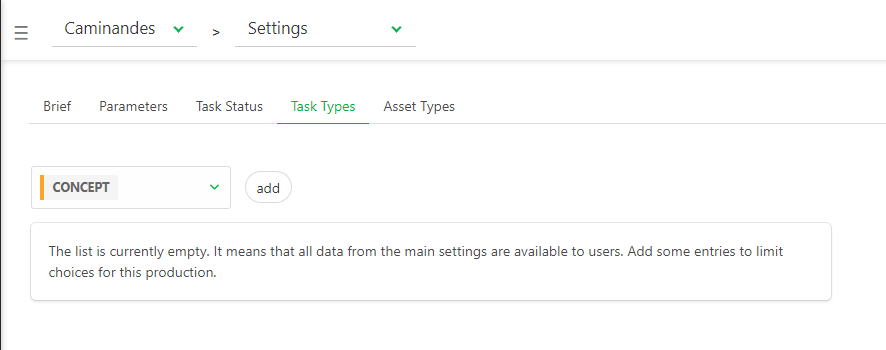 Caminandes > Settings
Brief Parameters Task Status Task Types Asset Types
CONCEPT add
The list is currently empty. It means that all data from the main settings are available to users. Add some entries to limit
choices for this production.